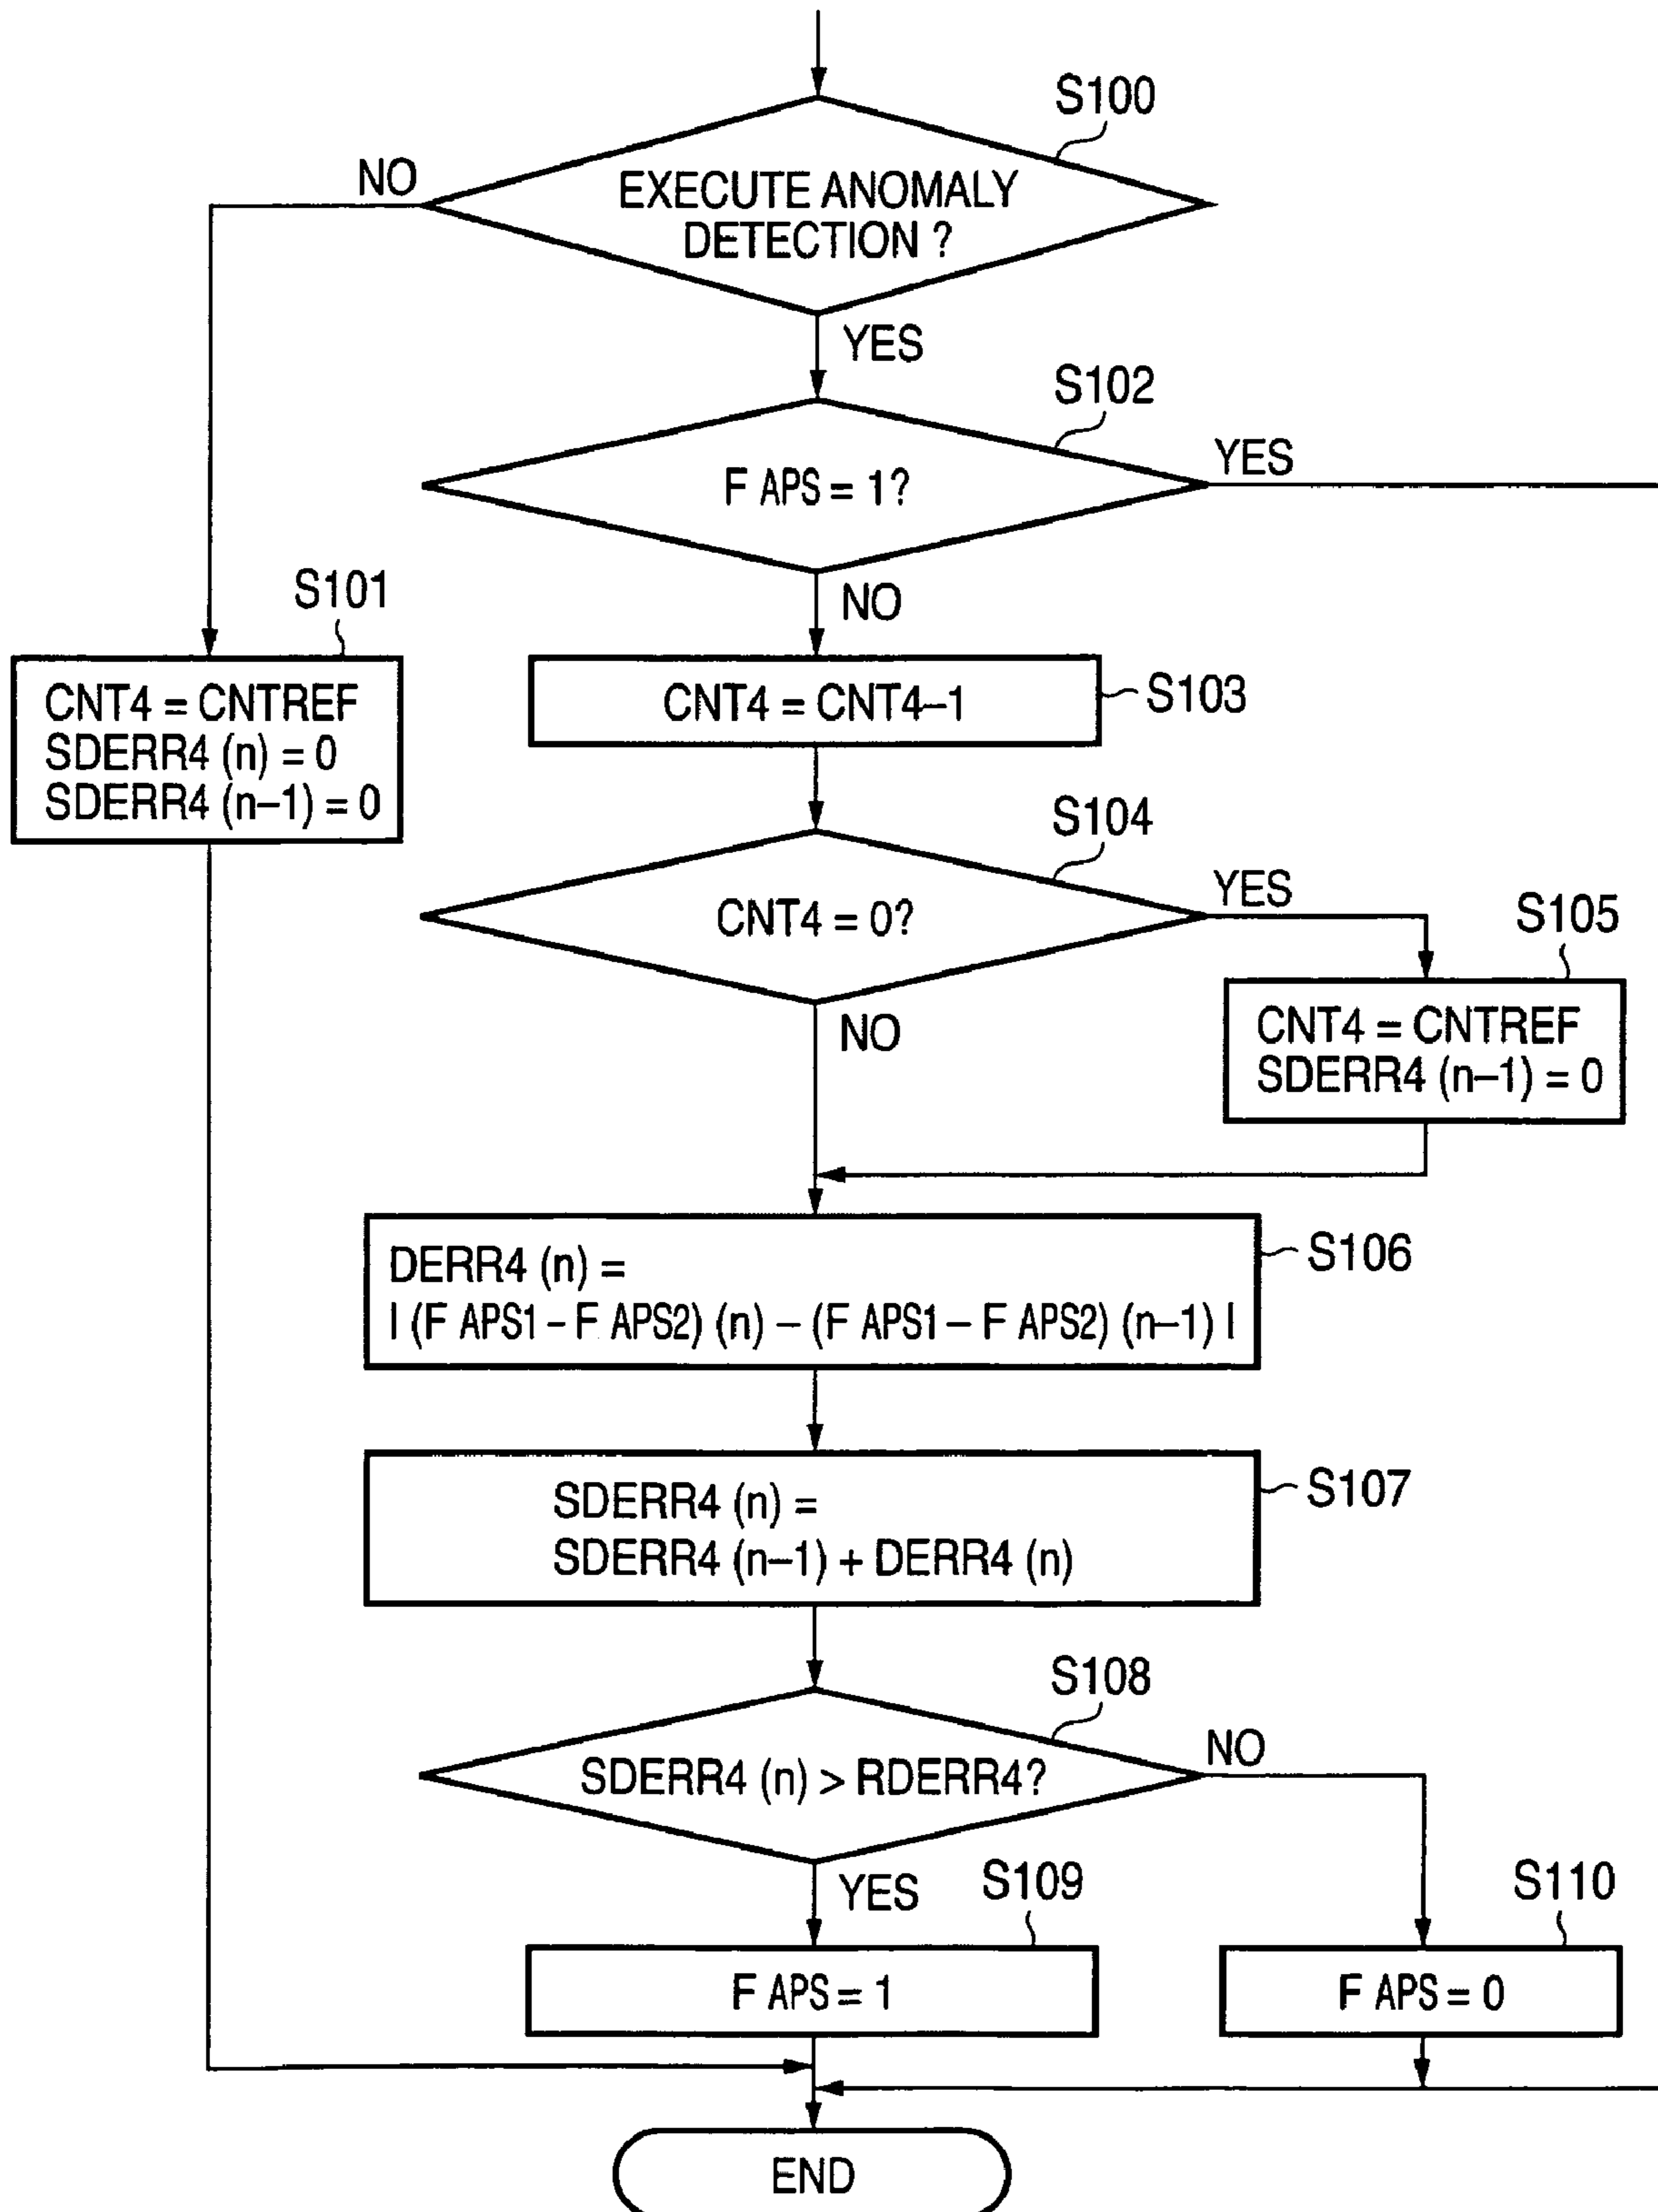 S100
NO
EXECUTE ANOMALY
DETECTION ?
YES
S102
YES
F APS = 1?
NO
S101
CNT4 = CNTREF
SDERR4 (n) = 0
SDERR4 (n–1) = 0
CNT4 = CNT4–1
S103
S104
YES
CNT4 = 0?
S105
NO
CNT4 = CNTREF
SDERR4 (n–1) = 0
DERR4 (n) =
| (F APS1 – F APS2) (n) – (F APS1 – F APS2) (n–1) |
S106
SDERR4 (n) =
SDERR4 (n–1) + DERR4 (n)
S107
S108
NO
SDERR4 (n) > RDERR4?
YES
S109
S110
F APS = 1
F APS = 0
END